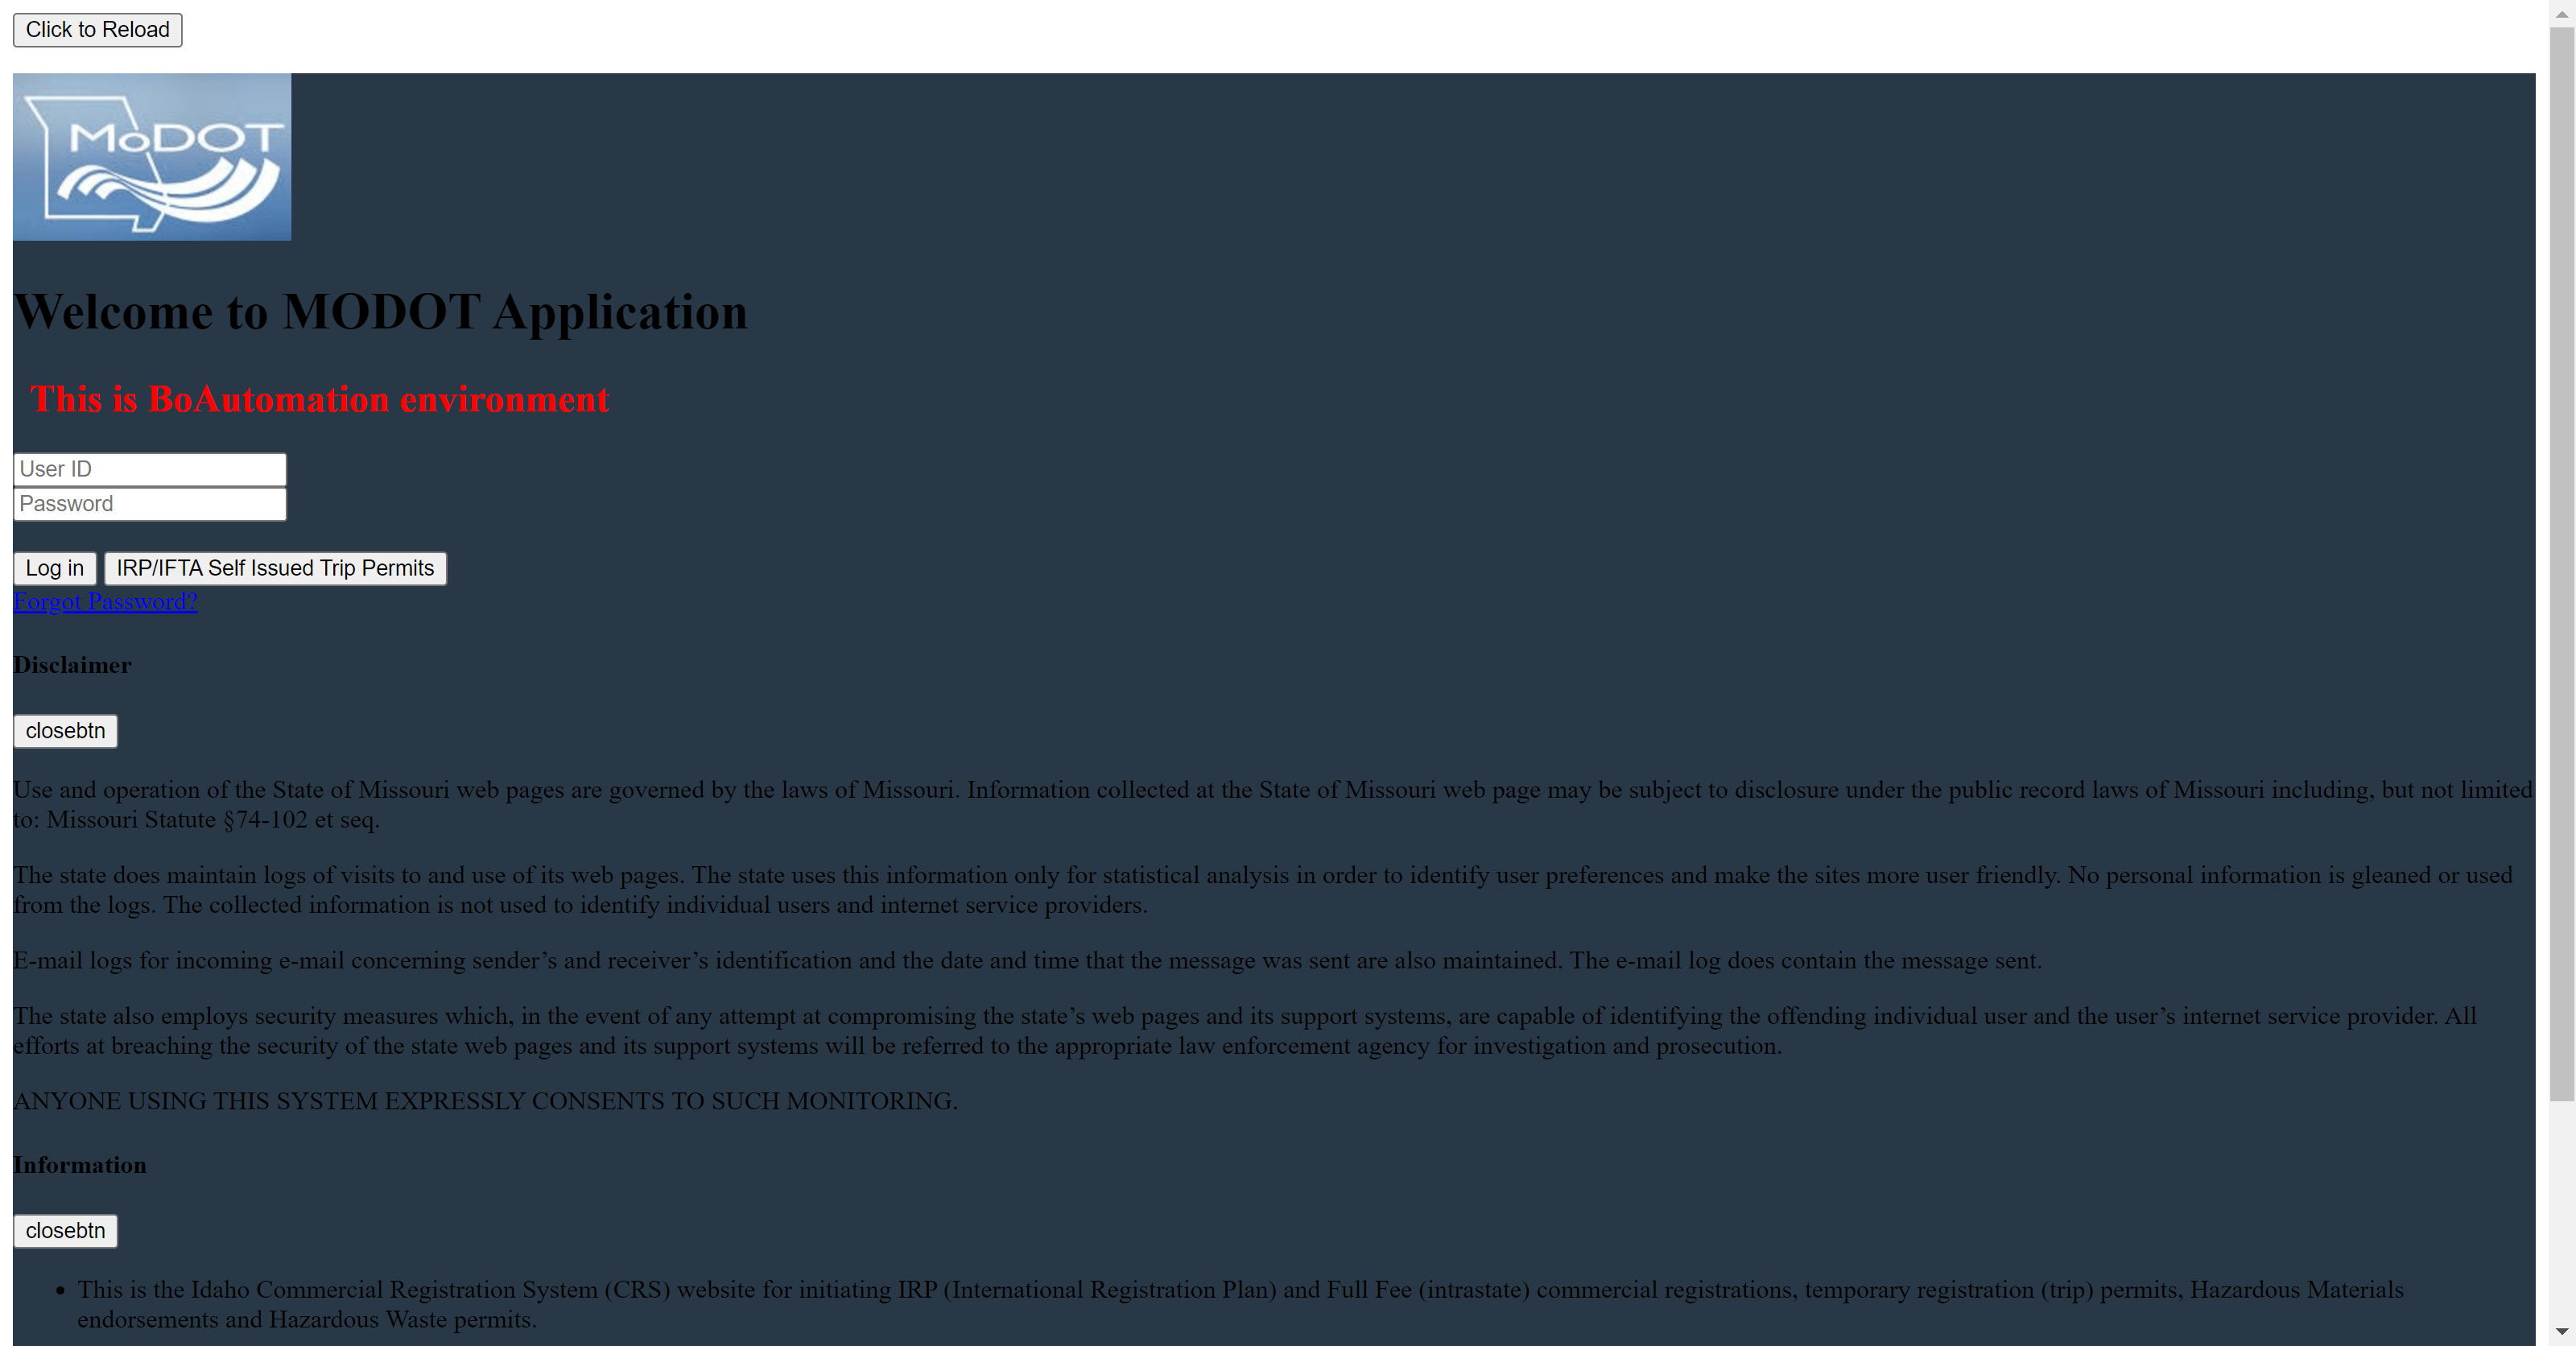 Click to Reload
MoDOT
Welcome to MODOT Application
This is BoAutomation environment
User ID
Password
Log in IRP/IFTA Self Issued Trip Permits
Forgot Password?
Disclaimer
closebtn
Use and operation of the State of Missouri web pages are governed by the laws of Missouri. Information collected at the State of Missouri web page may be subject to disclosure under the public record laws of Missouri including, but not limited
to: Missouri Statute §74-102 et seq.
The state does maintain logs of visits to and use of its web pages. The state uses this information only for statistical analysis in order to identify user preferences and make the sites more user friendly. No personal information is gleaned or used
from the logs. The collected information is not used to identify individual users and internet service providers.
E-mail logs for incoming e-mail concerning sender’s and receiver’s identification and the date and time that the message was sent are also maintained. The e-mail log does contain the message sent.
The state also employs security measures which, in the event of any attempt at compromising the state’s web pages and its support systems, are capable of identifying the offending individual user and the user’s internet service provider. All
efforts at breaching the security of the state web pages and its support systems will be referred to the appropriate law enforcement agency for investigation and prosecution.
ANYONE USING THIS SYSTEM EXPRESSLY CONSENTS TO SUCH MONITORING.
Information
closebtn
• This is the Idaho Commercial Registration System (CRS) website for initiating IRP (International Registration Plan) and Full Fee (intrastate) commercial registrations, temporary registration (trip) permits, Hazardous Materials
endorsements and Hazardous Waste permits.